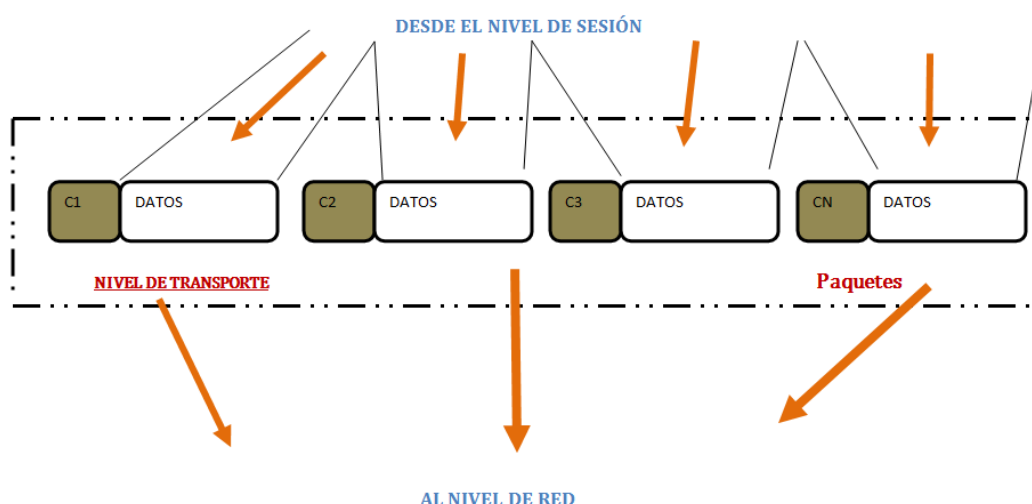 DESDE EL NIVEL DE SESIÓN
C1 DATOS C2 DATOS C3 DATOS CN DATOS
NIVEL DE TRANSPORTE Paquetes
AL NIVEL DE RED